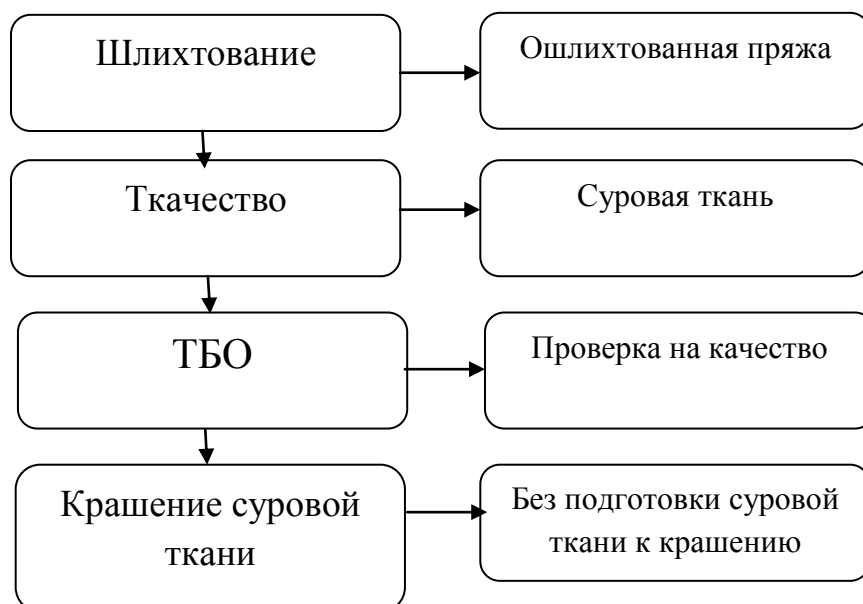 Шлихтование
Ошлихтованная пряжа
Ткачество
Суровая ткань
ТБО
Проверка на качество
Крашение суровой
ткани
Без подготовки суровой
ткани к крашению